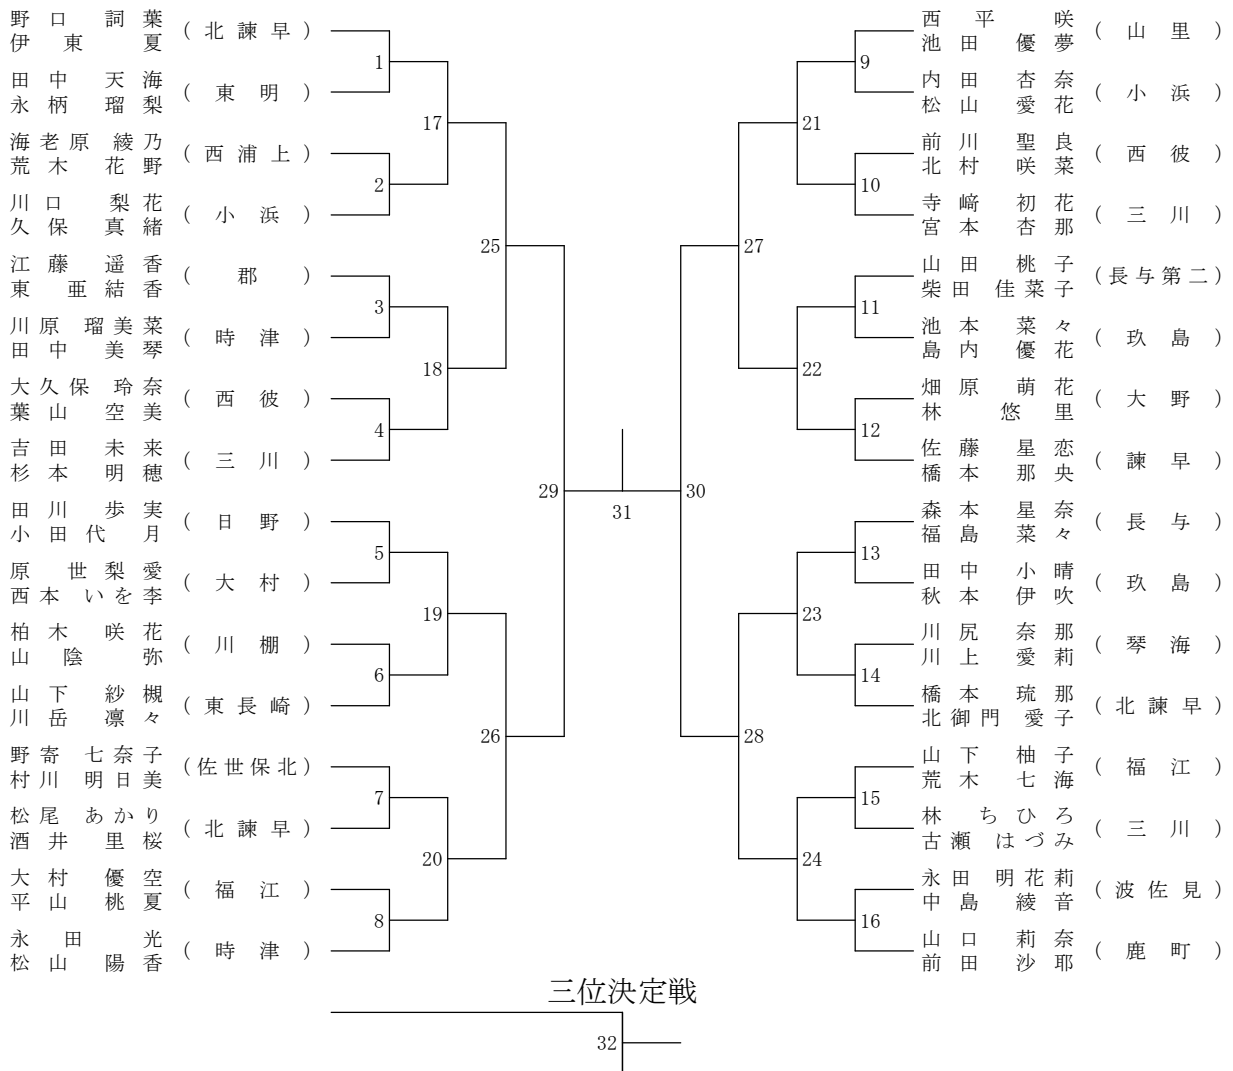 野口 詞葉
伊東 夏
(北諫早)
田中 天海
永柄 瑠梨
(東明)
海老原 綾乃
荒木 花野
(西浦上)
川口 梨花
久保 真緒
(小浜)
江藤 遥香
東 亜結香
(郡)
川原 瑠美菜
田中 美琴
(時津)
大久保 玲奈
葉山 空美
(西彼)
吉田 未来
杉本 明穂
(三川)
田川 歩実
小田代 月
(日野)
原 世梨愛
西本 いを李
(大村)
柏木 咲花
山陰 弥
(川棚)
山下 紗槻
川岳 凛々
(東長崎)
野寄 七奈子
村川 明日美
(佐世保北)
松尾 あかり
酒井 里桜
(北諫早)
大村 優空
平山 桃夏
(福江)
永田 光
松山 陽香
(時津)
1
2
3
4
5
6
7
8
17
18
19
20
25
26
29
31
30
27
28
21
22
23
24
9
10
11
12
13
14
15
16
西平 咲
池田 優夢
(山里)
内田 杏奈
松山 愛花
(小浜)
前川 聖良
北村 咲菜
(西彼)
寺﨑 初花
宮本 杏那
(三川)
山田 桃子
柴田 佳菜子
(長与第二)
池本 菜々
島内 優花
(玖島)
畑原 萌花
林 悠里
(大野)
佐藤 星恋
橋本 那央
(諫早)
森本 星奈
福島 菜々
(長与)
田中 小晴
秋本 伊吹
(玖島)
川尻 奈那
川上 愛莉
(琴海)
橋本 琉那
北御門 愛子
(北諫早)
山下 柚子
荒木 七海
(福江)
林 ちひろ
古瀬 はづみ
(三川)
永田 明花莉
中島 綾音
(波佐見)
山口 莉奈
前田 沙耶
(鹿町)
三位決定戦
32